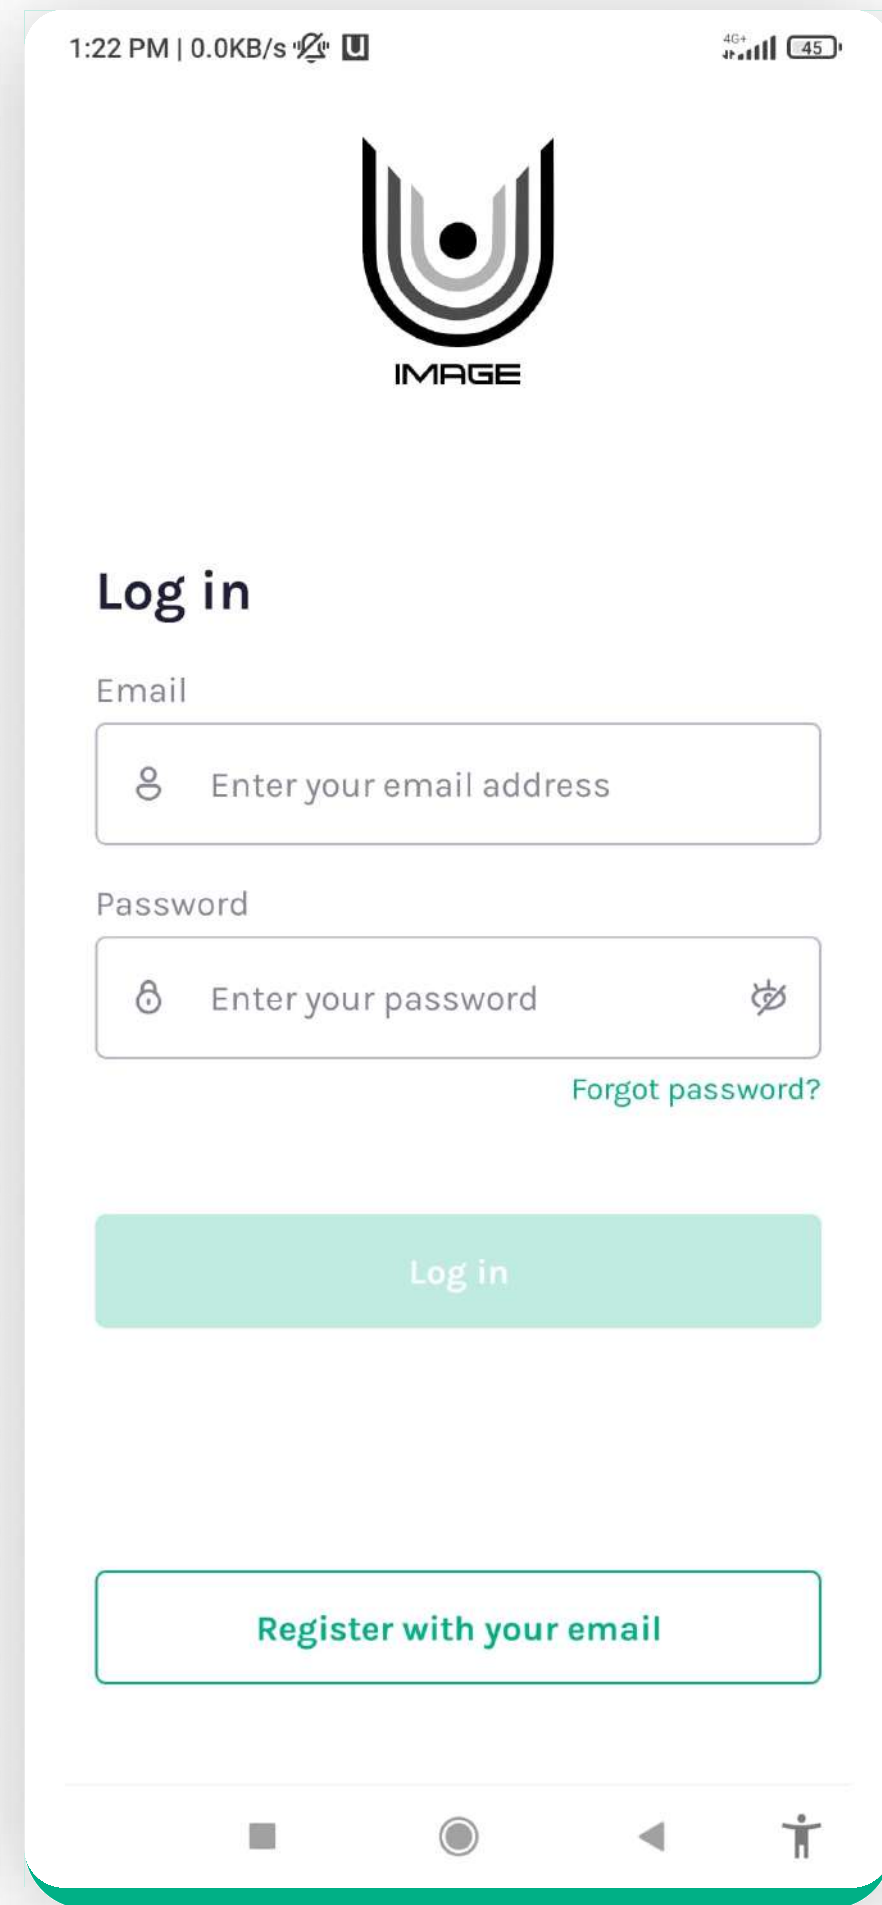 1:22 PM | 0.0KB/s
4G+
45
IMAGE
Log in
Email
Enter your email address
Password
Enter your password
Forgot password?
Log in
Register with your email